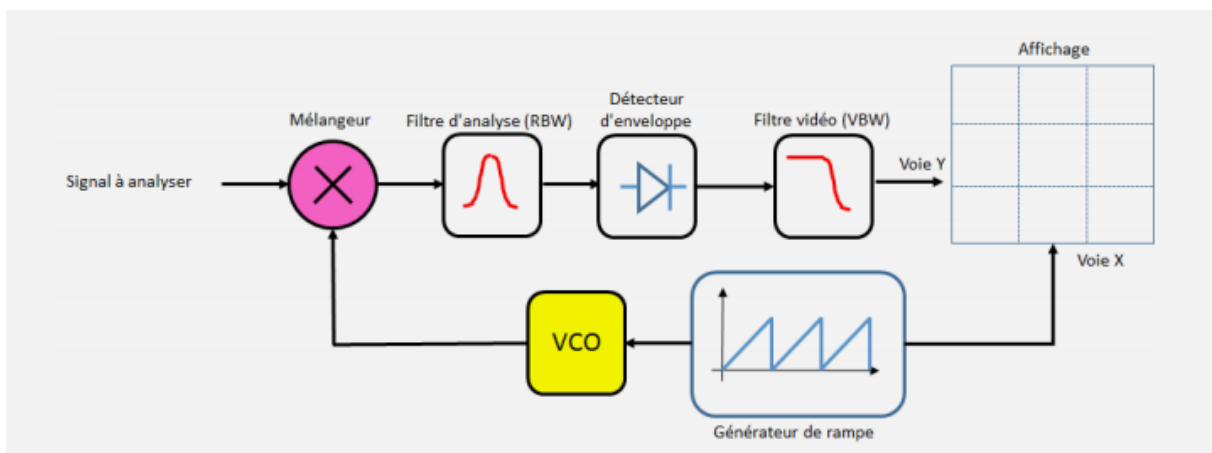 Affichage
Détecteur
d'enveloppe
Mélangeur
Filtre d'analyse (RBW)
Filtre vidéo (VBW)
Voie Y
Signal à analyser
Voie X
VCO
Générateur de rampe